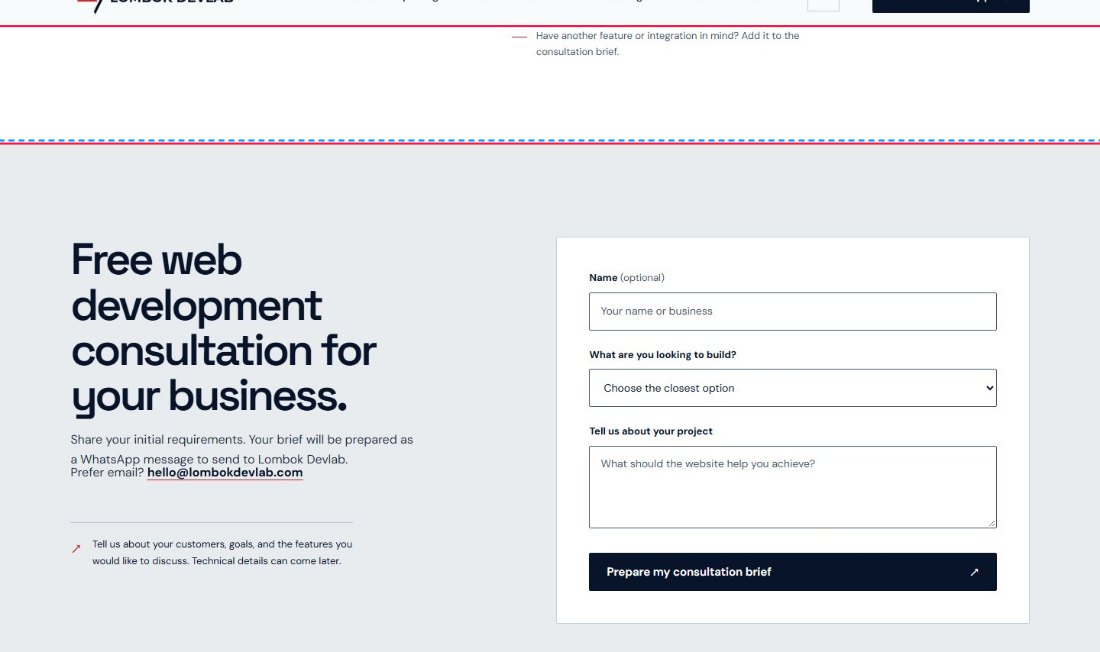 LOMBOK DEVLAB
Have another feature or integration in mind? Add it to the
consultation brief.
Free web
development
consultation for
your business.
Share your initial requirements. Your brief will be prepared as
a WhatsApp message to send to Lombok Devlab.
Prefer email? hello@lombokdevlab.com
Tell us about your customers, goals, and the features you
would like to discuss. Technical details can come later.
Name (optional)
Your name or business
What are you looking to build?
Choose the closest option
Tell us about your project
What should the website help you achieve?
Prepare my consultation brief